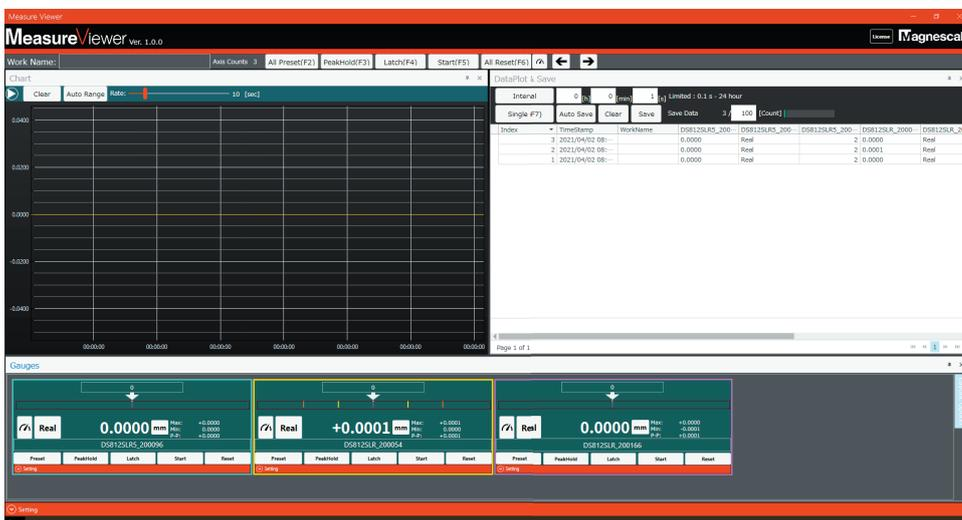 Measure Viewer
MeasureViewer Ver. 1.0.0
License Magnescal
Work Name: Axis Counts 3 All Preset(F2) PeakHold(F3) Latch(F4) Start(F5) All Reset(F6)
Chart
Clear Auto Range Rate: 10 [sec]
0.0400
0.0200
0.0000
-0.0200
-0.0400
00:00:00 00:00:00 00:00:00 00:00:00 00:00:00 00:00:00 00:00:00
DataPlot & Save
Interval 0 [h] 0 [min] 1 [s] Limited : 0.1 s - 24 hour
Single F7) Auto Save Clear Save Save Data 3 / 100 [Count]
Index TimeStamp WorkName DS812SLR5_200··· DS812SLR5_200··· DS812SLR5_200··· DS812SLR_2000··· DS812SLR_2
3 2021/04/02 08:··· 0.0000 Real 2 0.0000 Real
2 2021/04/02 08:··· 0.0000 Real 2 0.0001 Real
1 2021/04/02 08:··· 0.0000 Real 2 0.0000 Real
Page 1 of 1 1
Gauges
0
Real 0.0000 mm Max: +0.0000
Min: 0.0000
P-P: +0.0000
DS812SLR5_200096
Preset PeakHold Latch Start Reset
Setting
0
Real +0.0001 mm Max: +0.0001
Min: -0.0000
P-P: +0.0001
DS812SLR_200054
Preset PeakHold Latch Start Reset
Setting
0
Real 0.0000 mm Max: +0.0000
Min: -0.0001
P-P: +0.0001
DS812SLR_200166
Preset PeakHold Latch Start Reset
Setting
Setting